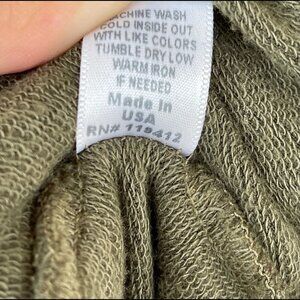 MACHINE WASH
COLD INSIDE OUT
WITH LIKE COLORS
TUMBLE DRY LOW
WARM IRON
IF NEEDED
Made In
USA
RN# 119412